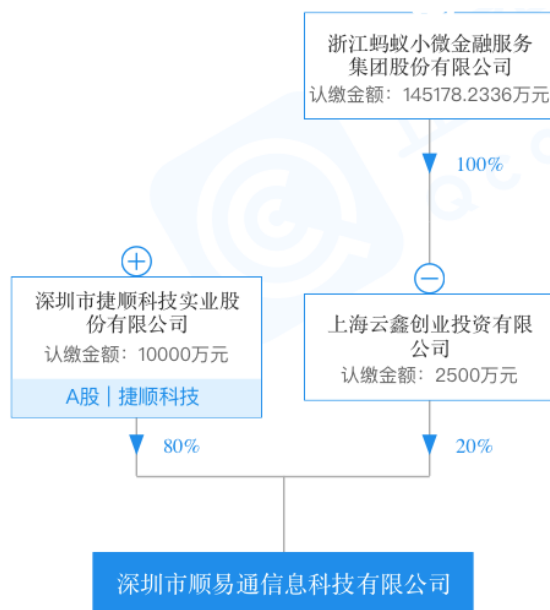 浙江蚂蚁小微金融服务
集团股份有限公司
认缴金额：145178.2336万元
100%
深圳市捷顺科技实业股
份有限公司
认缴金额：10000万元
A股 | 捷顺科技
80%
上海云鑫创业投资有限
公司
认缴金额：2500万元
20%
深圳市顺易通信息科技有限公司